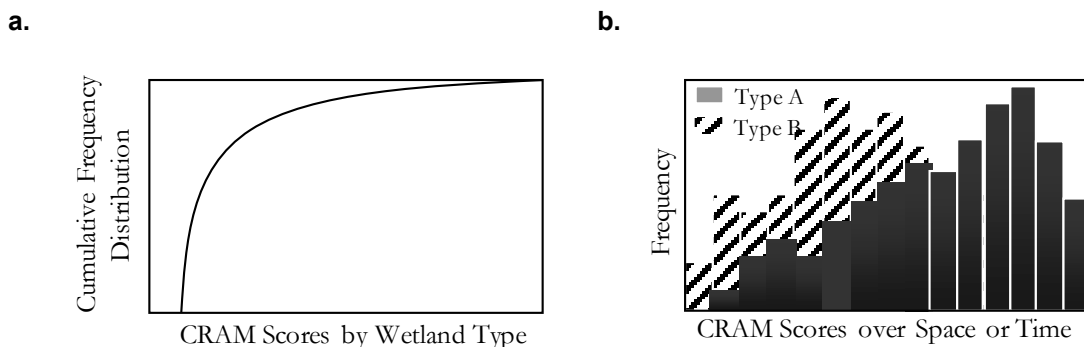 a.
b.
Cumulative Frequency
Distribution
CRAM Scores by Wetland Type
Type A
Type B
Frequency
CRAM Scores over Space or Time